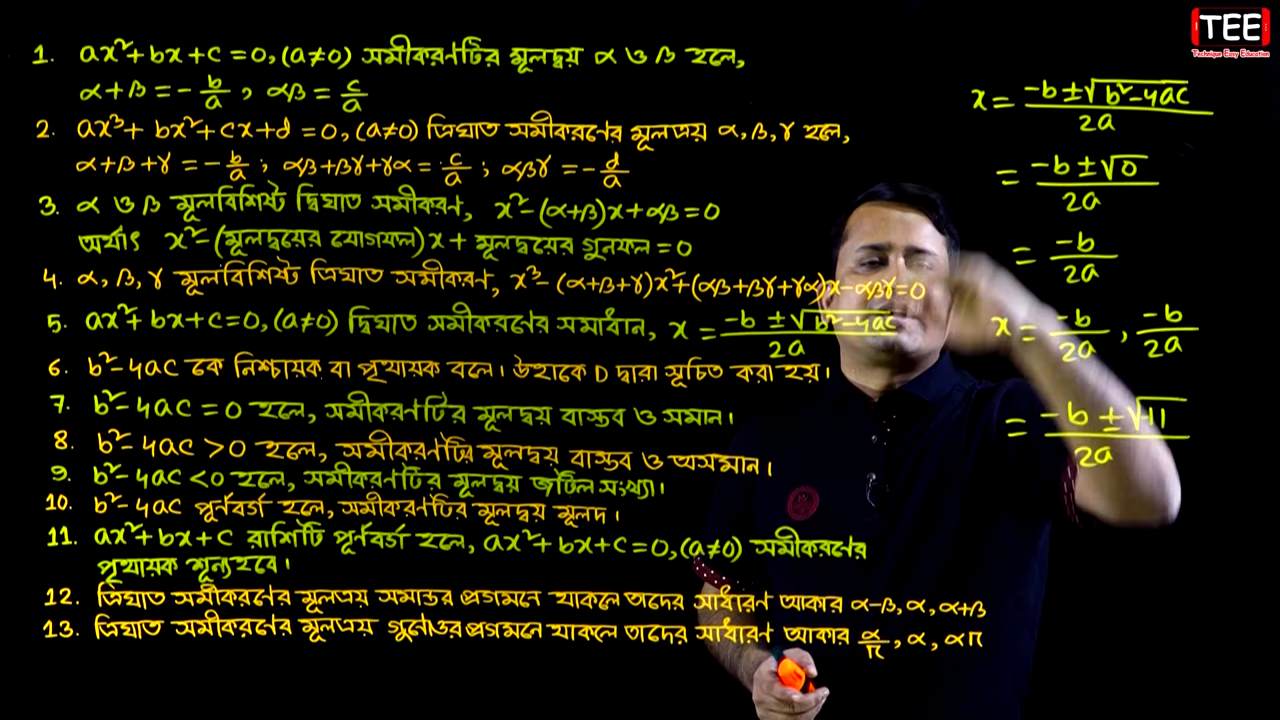 TEE
Technique Easy Education
1. ax²+bx+c=0, (a≠0) সমীকরণটির মূলদ্বয় α ও β হলে,
α+β = -b/a, αβ = c/a
2. ax³+bx²+cx+d=0, (a≠0) ত্রিঘাত সমীকরণের মূলত্রয় α, β, γ হলে,
α+β+γ = -b/a ; αβ+βγ+γα = c/a ; αβγ = -d/a
3. α ও β মূলবিশিষ্ট দ্বিঘাত সমীকরণ, x²-(α+β)x+αβ=0
অর্থাৎ x²-(মূলদ্বয়ের যোগফল)x + মূলদ্বয়ের গুনফল = 0
4. α, β, γ মূলবিশিষ্ট ত্রিঘাত সমীকরণ, x³-(α+β+γ)x²+(αβ+βγ+γα)x-αβγ=0
5. ax²+bx+c=0, (a≠0) দ্বিঘাত সমীকরণের সমাধান, x = (-b ± √(b²-4ac))/2a
6. b²-4ac কে নিশ্চায়ক বা পৃথায়ক বলে। উহাকে D দ্বারা সূচিত করা হয়।
7. b²-4ac = 0 হলে, সমীকরণটির মূলদ্বয় বাস্তব ও সমান।
8. b²-4ac > 0 হলে, সমীকরণটির মূলদ্বয় বাস্তব ও অসমান।
9. b²-4ac < 0 হলে, সমীকরণটির মূলদ্বয় জটিল সংখ্যা।
10. b²-4ac পূর্ণবর্গ হলে, সমীকরণটির মূলদ্বয় মূলদ।
11. ax²+bx+c রাশিটি পূর্ণবর্গ হলে, ax²+bx+c=0, (a≠0) সমীকরণের
পৃথায়ক শূন্য হবে।
12. ত্রিঘাত সমীকরণের মূলত্রয় সমান্তর প্রগমনে থাকলে তাদের সাধারণ আকার α-β, α, α+β
13. ত্রিঘাত সমীকরণের মূলত্রয় গুনোত্তর প্রগমনে থাকলে তাদের সাধারণ আকার α/π, α, απ
x = (-b ± √(b²-4ac))/2a
= (-b ± √0)/2a
= -b/2a
x = -b/2a, -b/2a
= (-b ± √11)/2a